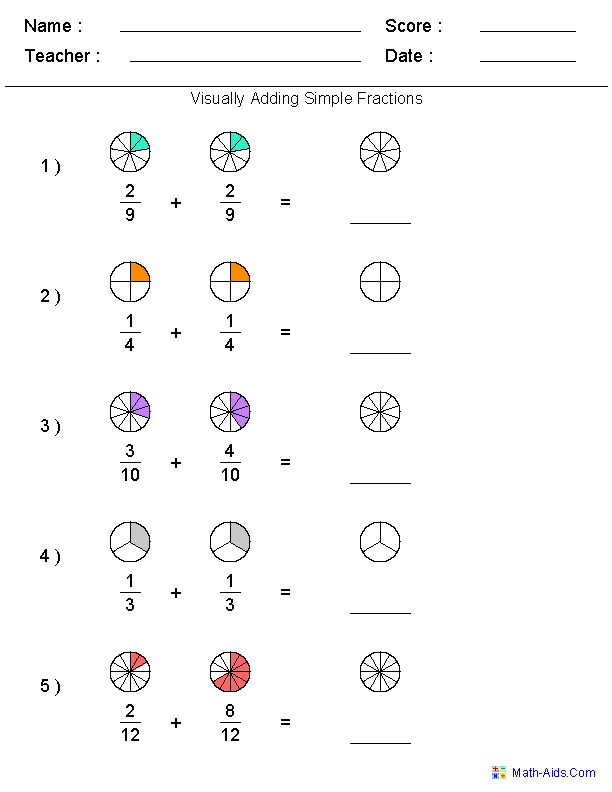 Name : Score :
Teacher : Date :
Visually Adding Simple Fractions
1 ) 2/9 + 2/9 =
2 ) 1/4 + 1/4 =
3 ) 3/10 + 4/10 =
4 ) 1/3 + 1/3 =
5 ) 2/12 + 8/12 =
Math-Aids.Com